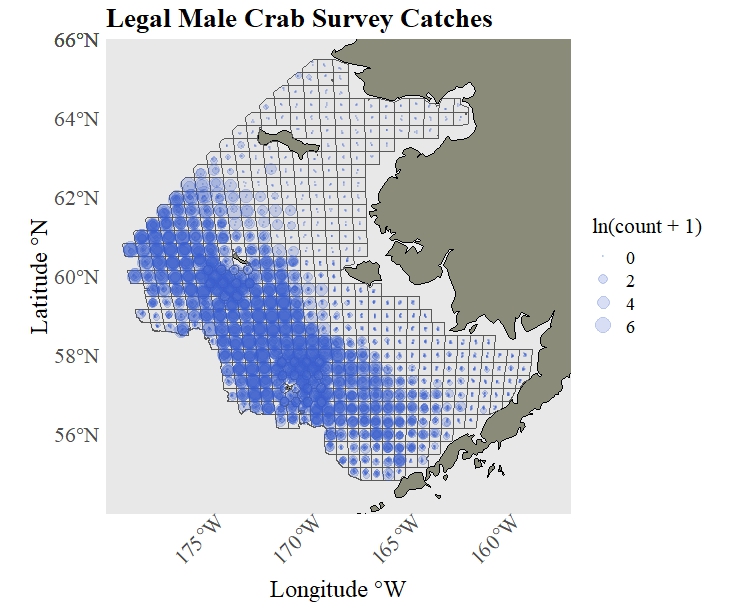 Legal Male Crab Survey Catches
66°N
64°N
62°N
60°N
58°N
56°N
Latitude °N
175°W
170°W
165°W
160°W
Longitude °W
ln(count + 1)
0
2
4
6